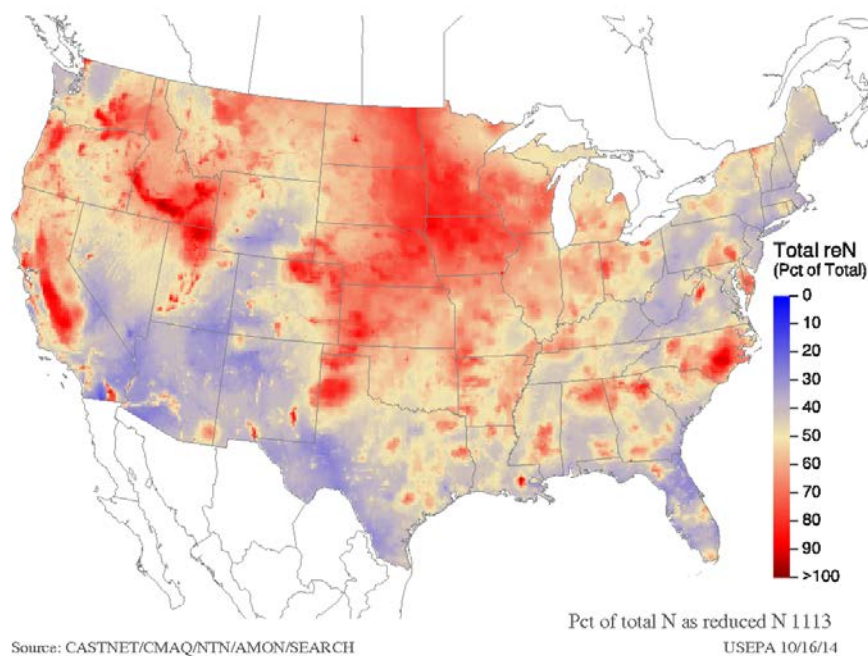 Total reN
(Pct of Total)
0
10
20
30
40
50
60
70
80
90
>100
Pct of total N as reduced N 1113
Source: CASTNET/CMAQ/NTN/AMON/SEARCH
USEPA 10/16/14